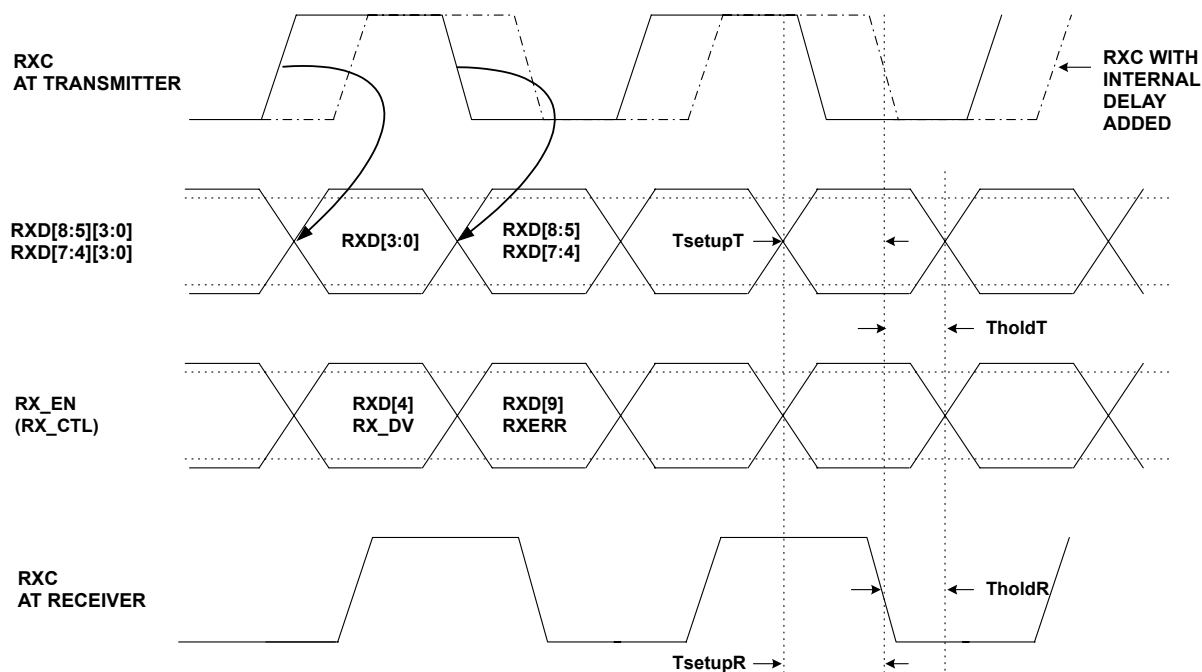 RXC
AT TRANSMITTER
RXC WITH
INTERNAL
DELAY
ADDED
RXD[8:5][3:0]
RXD[7:4][3:0]
RXD[3:0]
RXD[8:5]
RXD[7:4]
TsetupT
TholdT
RX_EN
(RX_CTL)
RXD[4]
RX_DV
RXD[9]
RXERR
RXC
AT RECEIVER
TholdR
TsetupR